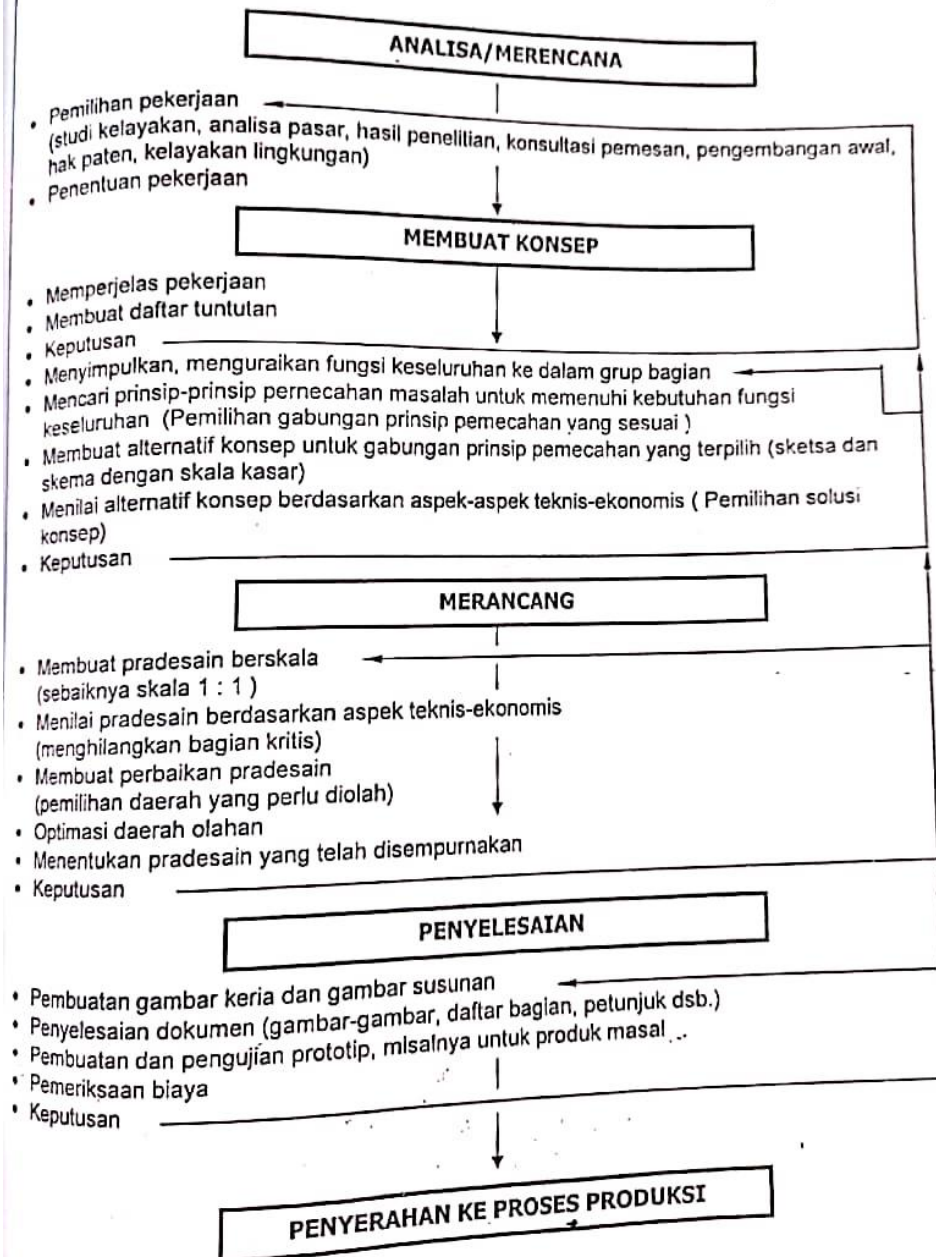 ANALISA/MERENCANA
• Pemilihan pekerjaan
(studi kelayakan, analisa pasar, hasil penelilian, konsultasi pemesan, pengembangan awal,
hak paten, kelayakan lingkungan)
• Penentuan pekerjaan
MEMBUAT KONSEP
• Memperjelas pekerjaan
• Membuat daftar tuntutan
• Keputusan
• Menyimpulkan, menguraikan fungsi keseluruhan ke dalam grup bagian
• Mencari prinsip-prinsip pernecahan masalah untuk memenuhi kebutuhan fungsi
keseluruhan (Pemilihan gabungan prinsip pemecahan yang sesuai )
• Membuat alternatif konsep untuk gabungan prinsip pemecahan yang terpilih (sketsa dan
skema dengan skala kasar)
• Menilai alternatif konsep berdasarkan aspek-aspek teknis-ekonomis ( Pemilihan solusi
konsep)
• Keputusan
MERANCANG
• Membuat pradesain berskala
(sebaiknya skala 1 : 1 )
• Menilai pradesain berdasarkan aspek teknis-ekonomis
(menghilangkan bagian kritis)
• Membuat perbaikan pradesain
(pemilihan daerah yang perlu diolah)
• Optimasi daerah olahan
• Menentukan pradesain yang telah disempurnakan
• Keputusan
PENYELESAIAN
• Pembuatan gambar kerja dan gambar susunan
• Penyelesaian dokumen (gambar-gambar, daftar bagian, petunjuk dsb.)
• Pembuatan dan pengujian prototip, misalnya untuk produk masal ..
• Pemeriksaan biaya
• Keputusan
PENYERAHAN KE PROSES PRODUKSI